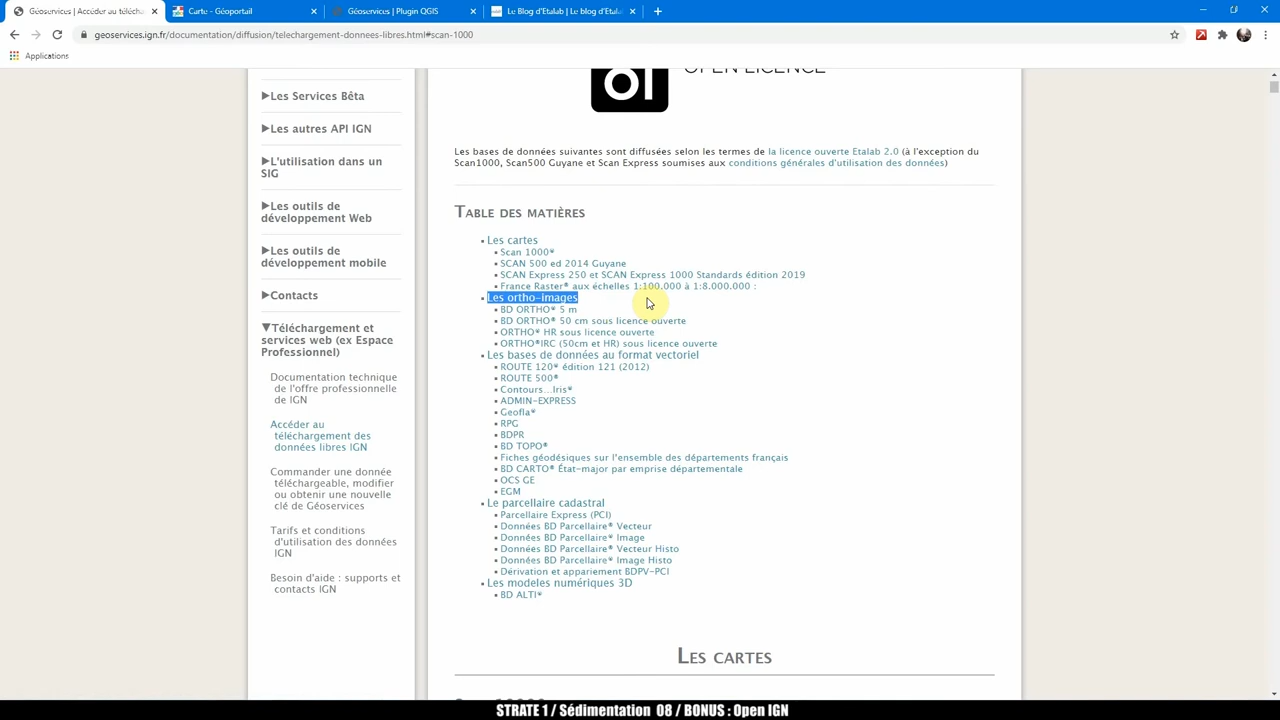 Géoservices | Accéder au télécha
Carte - Géoportail
Géoservices | Plugin QGIS
Le Blog d'Etalab | Le blog d'Etala
geoservices.ign.fr/documentation/diffusion/telechargement-donnees-libres.html#scan-1000
Applications
Les Services Bêta
Les autres API IGN
L'utilisation dans un
SIG
Les outils de
développement Web
Les outils de
développement mobile
Contacts
Téléchargement et
services web (ex Espace
Professionnel)
Documentation technique
de l'offre professionnelle
de IGN
Accéder au
téléchargement des
données libres IGN
Commander une donnée
téléchargeable, modifier
ou obtenir une nouvelle
clé de Géoservices
Tarifs et conditions
d'utilisation des données
IGN
Besoin d'aide : supports et
contacts IGN
OPEN LICENCE
Les bases de données suivantes sont diffusées selon les termes de la licence ouverte Etalab 2.0 (à l'exception du
Scan1000, Scan500 Guyane et Scan Express soumises aux conditions générales d'utilisation des données)
Table des matières
Les cartes
Scan 1000®
SCAN 500 ed 2014 Guyane
SCAN Express 250 et SCAN Express 1000 Standards édition 2019
France Raster® aux échelles 1:100.000 à 1:8.000.000 :
Les ortho-images
BD ORTHO® 5 m
BD ORTHO® 50 cm sous licence ouverte
ORTHO® HR sous licence ouverte
ORTHO®IRC (50cm et HR) sous licence ouverte
Les bases de données au format vectoriel
ROUTE 120® édition 121 (2012)
ROUTE 500®
Contours...Iris®
ADMIN-EXPRESS
Geofla®
RPG
BDPR
BD TOPO®
Fiches géodésiques sur l'ensemble des départements français
BD CARTO® État-major par emprise départementale
OCS GE
EGM
Le parcellaire cadastral
Parcellaire Express (PCI)
Données BD Parcellaire® Vecteur
Données BD Parcellaire® Image
Données BD Parcellaire® Vecteur Histo
Données BD Parcellaire® Image Histo
Dérivation et appariement BDPV-PCI
Les modeles numériques 3D
BD ALTI®
Les cartes
STRATE 1 / Sédimentation 08 / BONUS : Open IGN